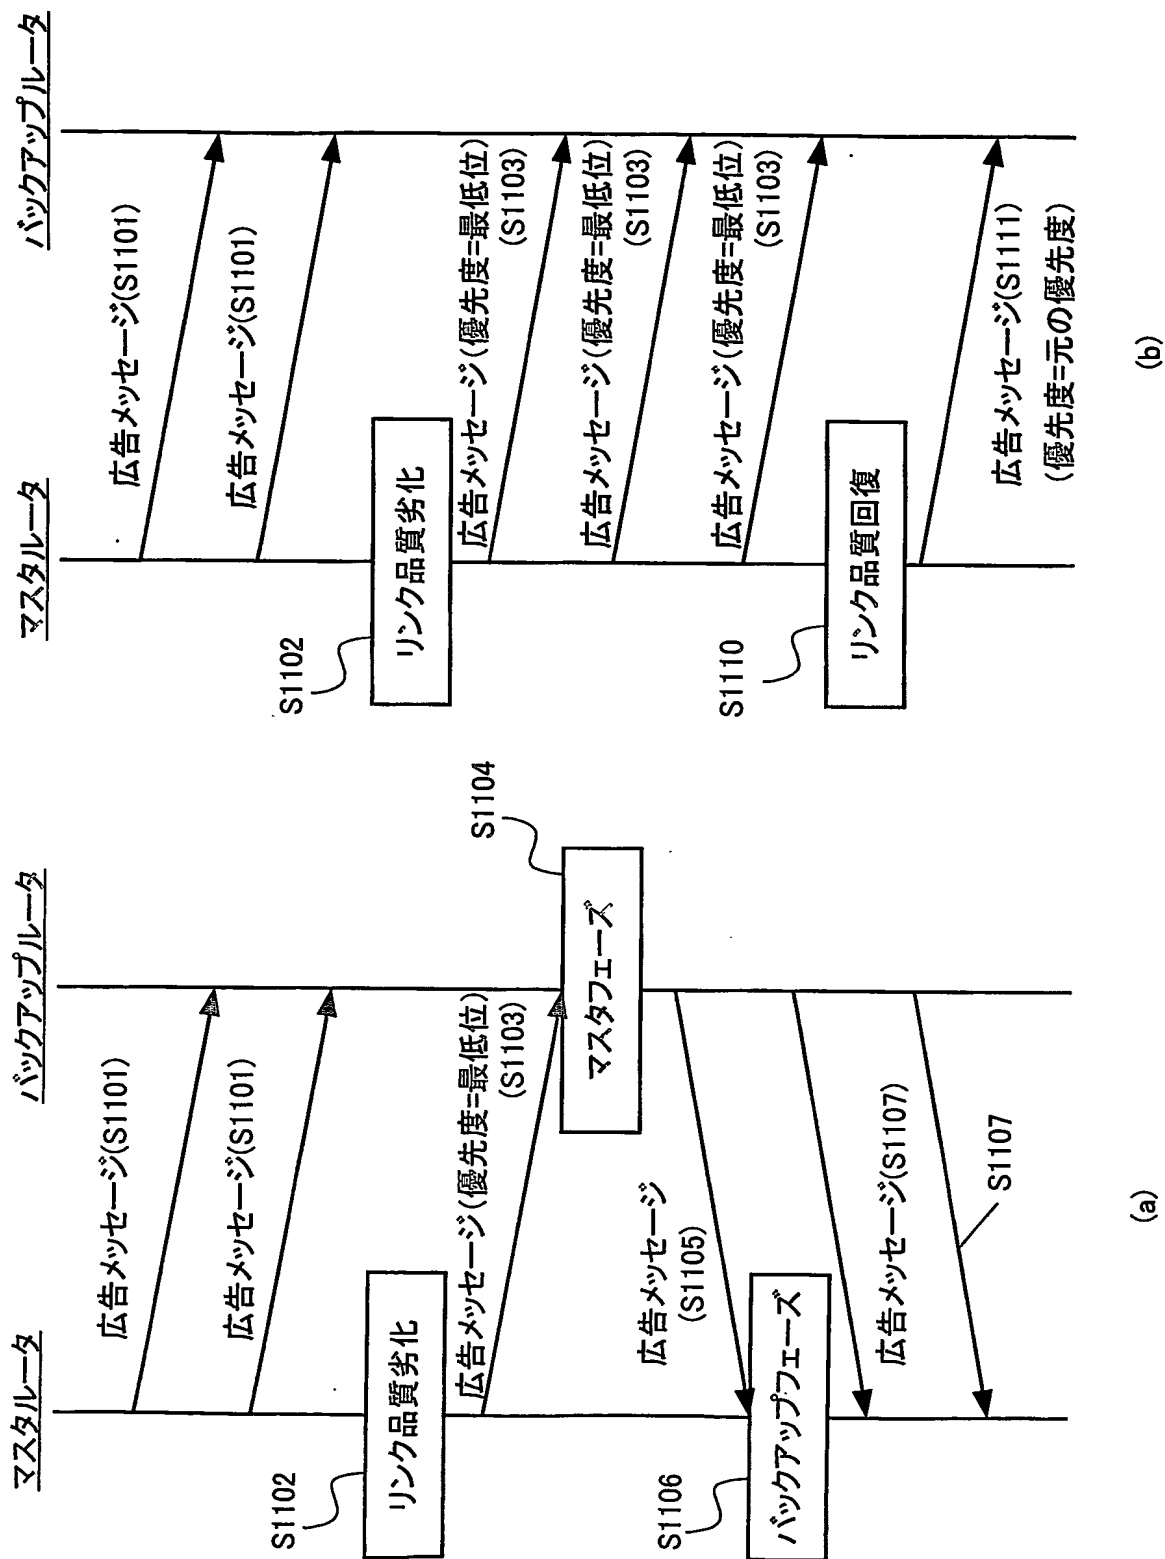 マスタルータ
バックアップルータ
広告メッセージ(S1101)
広告メッセージ(S1101)
S1102
リンク品質劣化
広告メッセージ(優先度=最低位)
(S1103)
S1104
マスタフェーズ
広告メッセージ
(S1105)
S1106
バックアップフェーズ
広告メッセージ(S1107)
S1107
(a)
マスタルータ
バックアップルータ
広告メッセージ(S1101)
広告メッセージ(S1101)
S1102
リンク品質劣化
広告メッセージ(優先度=最低位)
(S1103)
広告メッセージ(優先度=最低位)
(S1103)
広告メッセージ(優先度=最低位)
(S1103)
S1110
リンク品質回復
広告メッセージ(S1111)
(優先度=元の優先度)
(b)